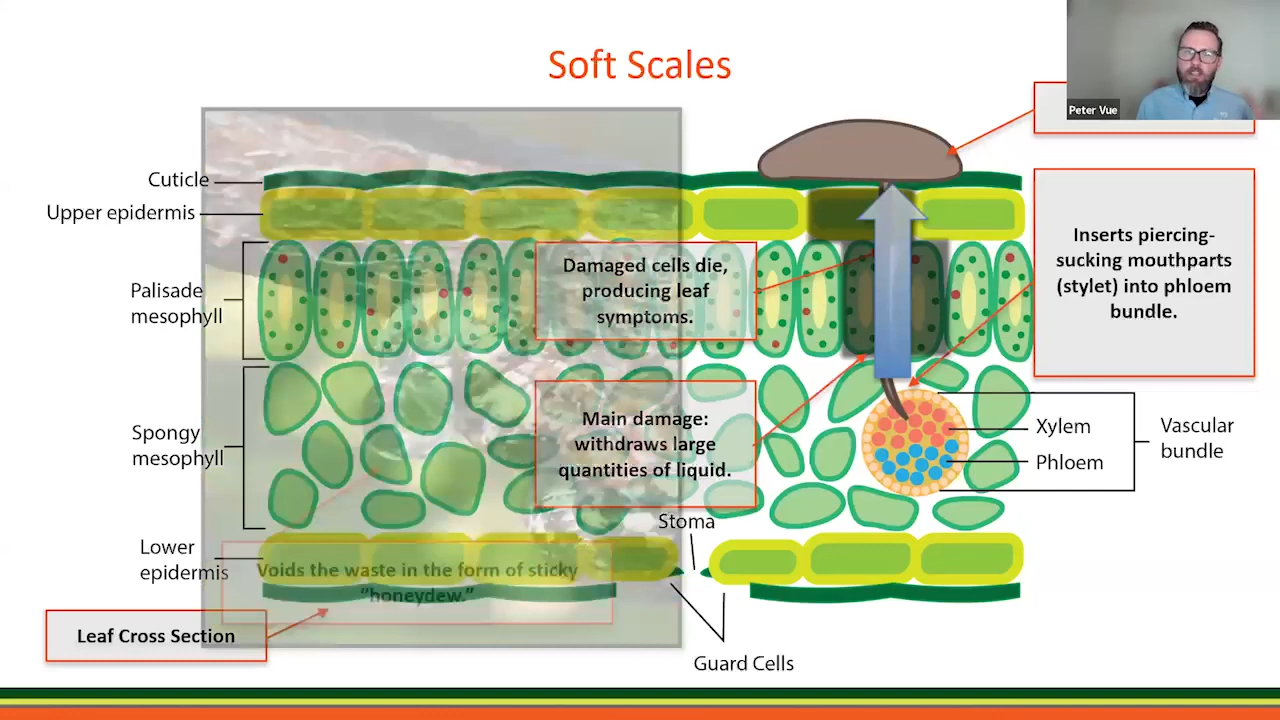 Soft Scales
Peter Vue
Cuticle
Upper epidermis
Palisade
mesophyll
Spongy
mesophyll
Lower
epidermis
Damaged cells die,
producing leaf
symptoms.
Main damage:
withdraws large
quantities of liquid.
Inserts piercing-
sucking mouthparts
(stylet) into phloem
bundle.
Xylem
Phloem
Vascular
bundle
Stoma
Guard Cells
Voids the waste in the form of sticky
“honeydew.”
Leaf Cross Section